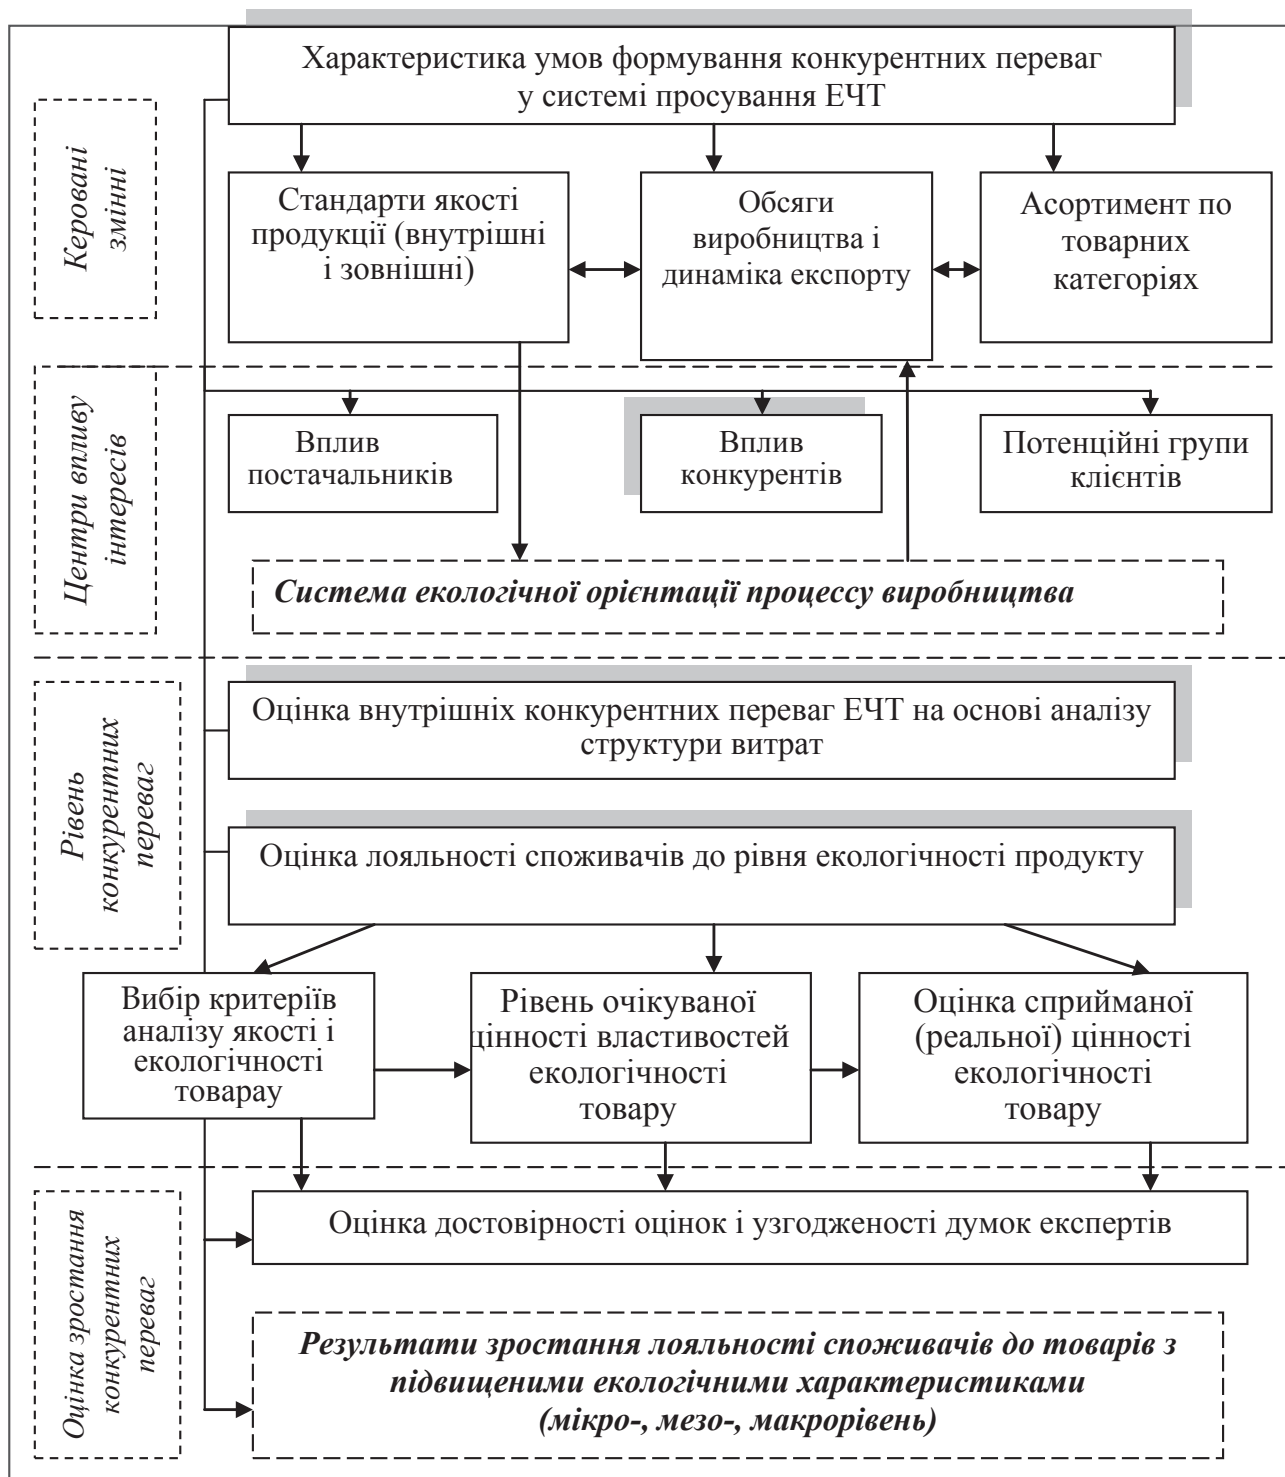 Характеристика умов формування конкурентних переваг
у системі просування ЕЧТ
Керовані
змінні
Стандарти якості
продукції (внутрішні
і зовнішні)
Обсяги
виробництва і
динаміка експорту
Асортимент по
товарних
категоріях
Центри впливу
інтересів
Вплив
постачальників
Вплив
конкурентів
Потенційні групи
клієнтів
Система екологічної орієнтації процессу виробництва
Рівень
конкурентних
переваг
Оцінка внутрішніх конкурентних переваг ЕЧТ на основі аналізу
структури витрат
Оцінка лояльності споживачів до рівня екологічності продукту
Вибір критеріїв
аналізу якості і
екологічності
товарау
Рівень очікуваної
цінності властивостей
екологічності
товару
Оцінка сприйманої
(реальної) цінності
екологічності
товару
Оцінка зростання
конкурентних
переваг
Оцінка достовірності оцінок і узгодженості думок експертів
Результати зростання лояльності споживачів до товарів з
підвищеними екологічними характеристиками
(мікро-, мезо-, макрорівень)